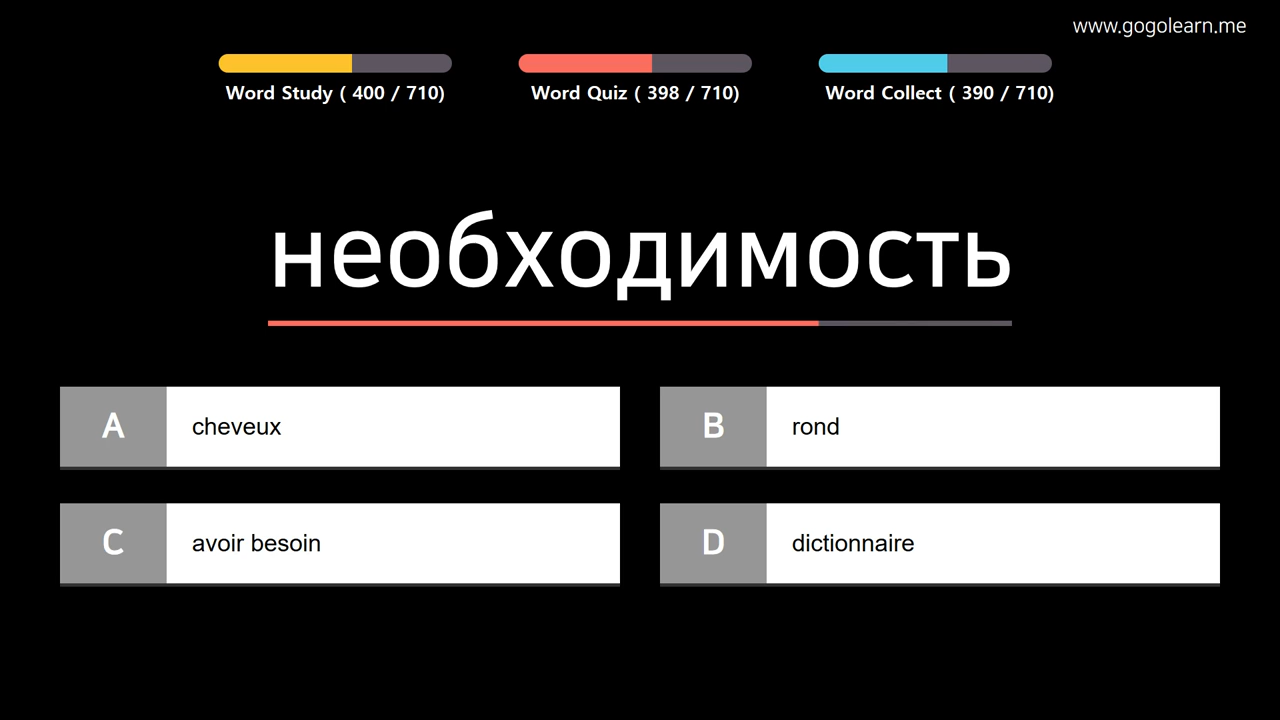 www.gogolearn.me
Word Study ( 400 / 710)
Word Quiz ( 398 / 710)
Word Collect ( 390 / 710)
необходимость
A cheveux
B rond
C avoir besoin
D dictionnaire